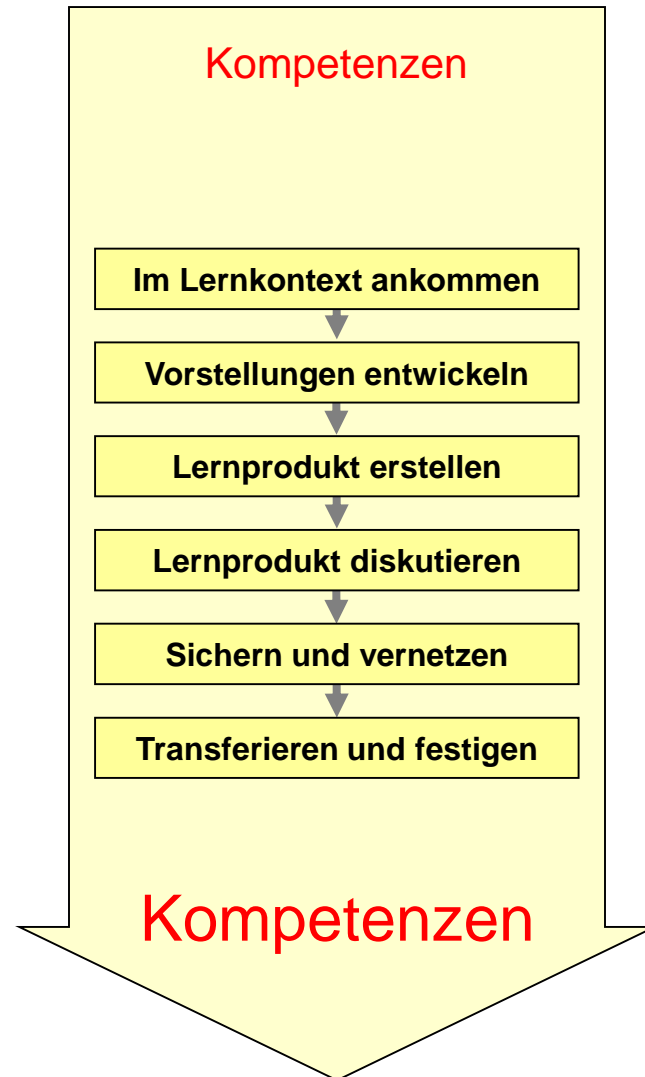 Kompetenzen
Im Lernkontext ankommen
Vorstellungen entwickeln
Lernprodukt erstellen
Lernprodukt diskutieren
Sichern und vernetzen
Transferieren und festigen
Kompetenzen